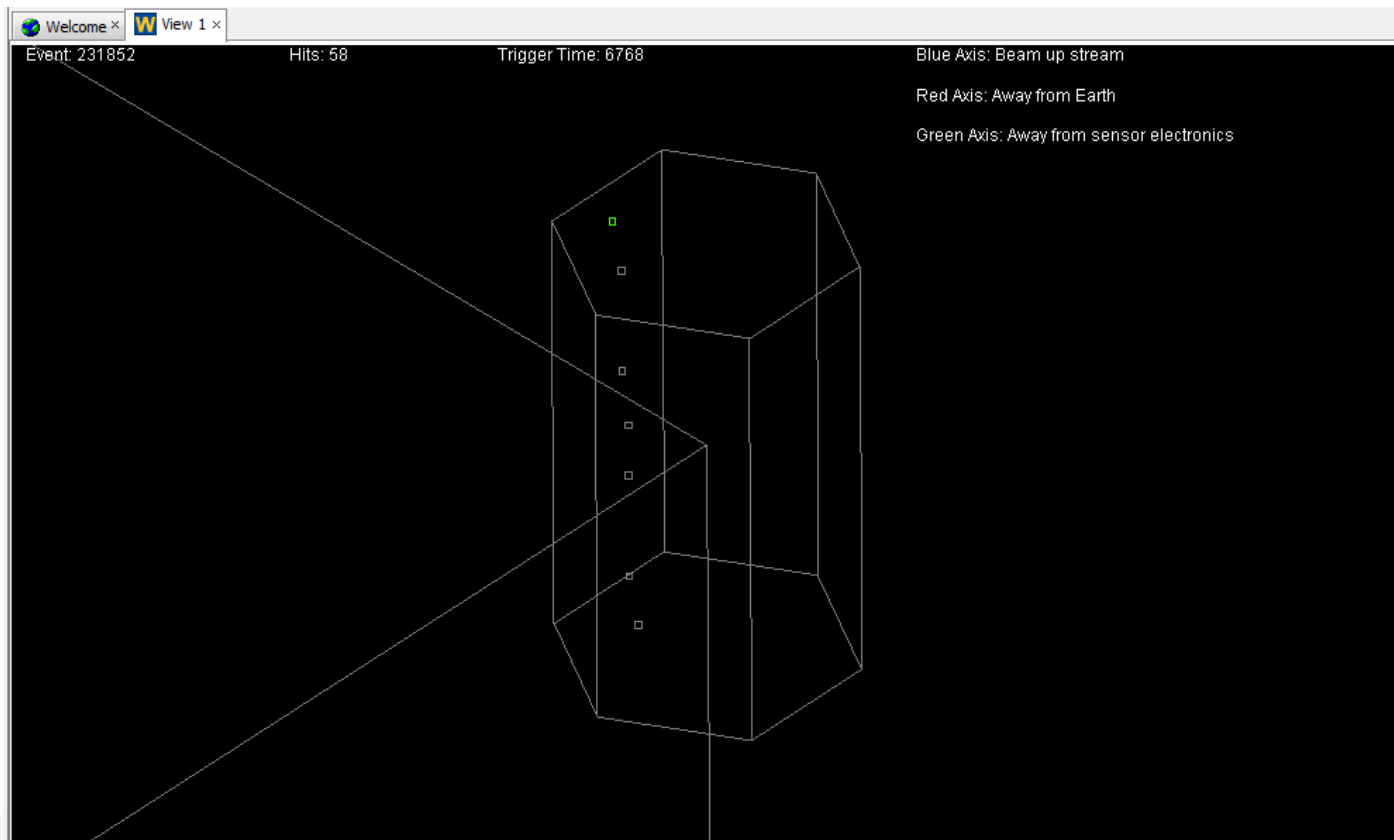 Welcome ×
W View 1 ×
Event: 231852 Hits: 58 Trigger Time: 6768 Blue Axis: Beam up stream
Red Axis: Away from Earth
Green Axis: Away from sensor electronics